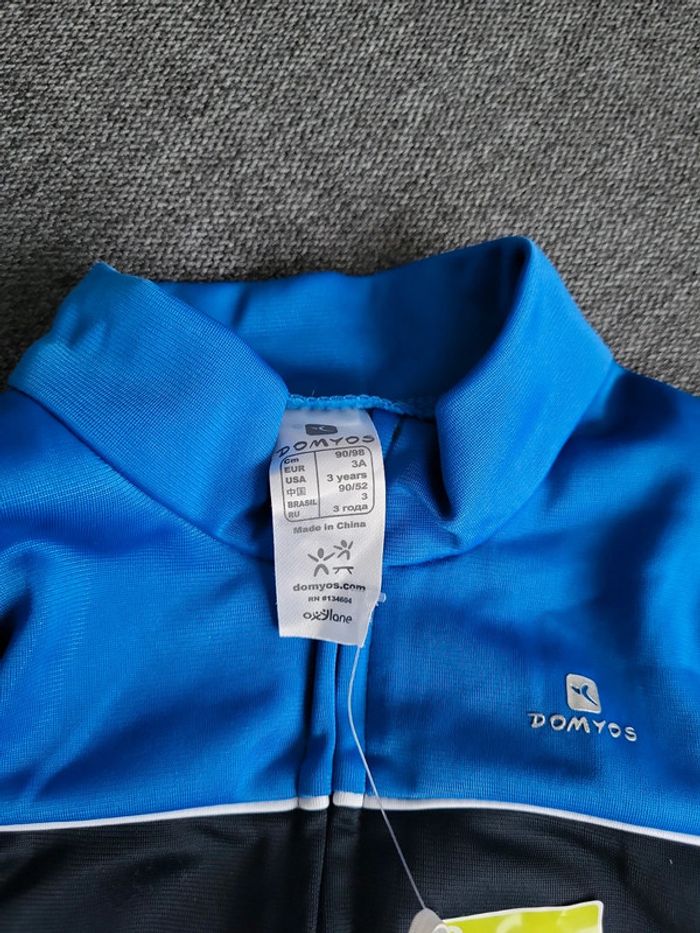 DOMYOS
Cm 90/98
EUR 3A
USA 3 years
中国 90/52
BRASIL 3
RU 3 года
Made in China
domyos.com
RN #134604
oxylane
DOMYOS